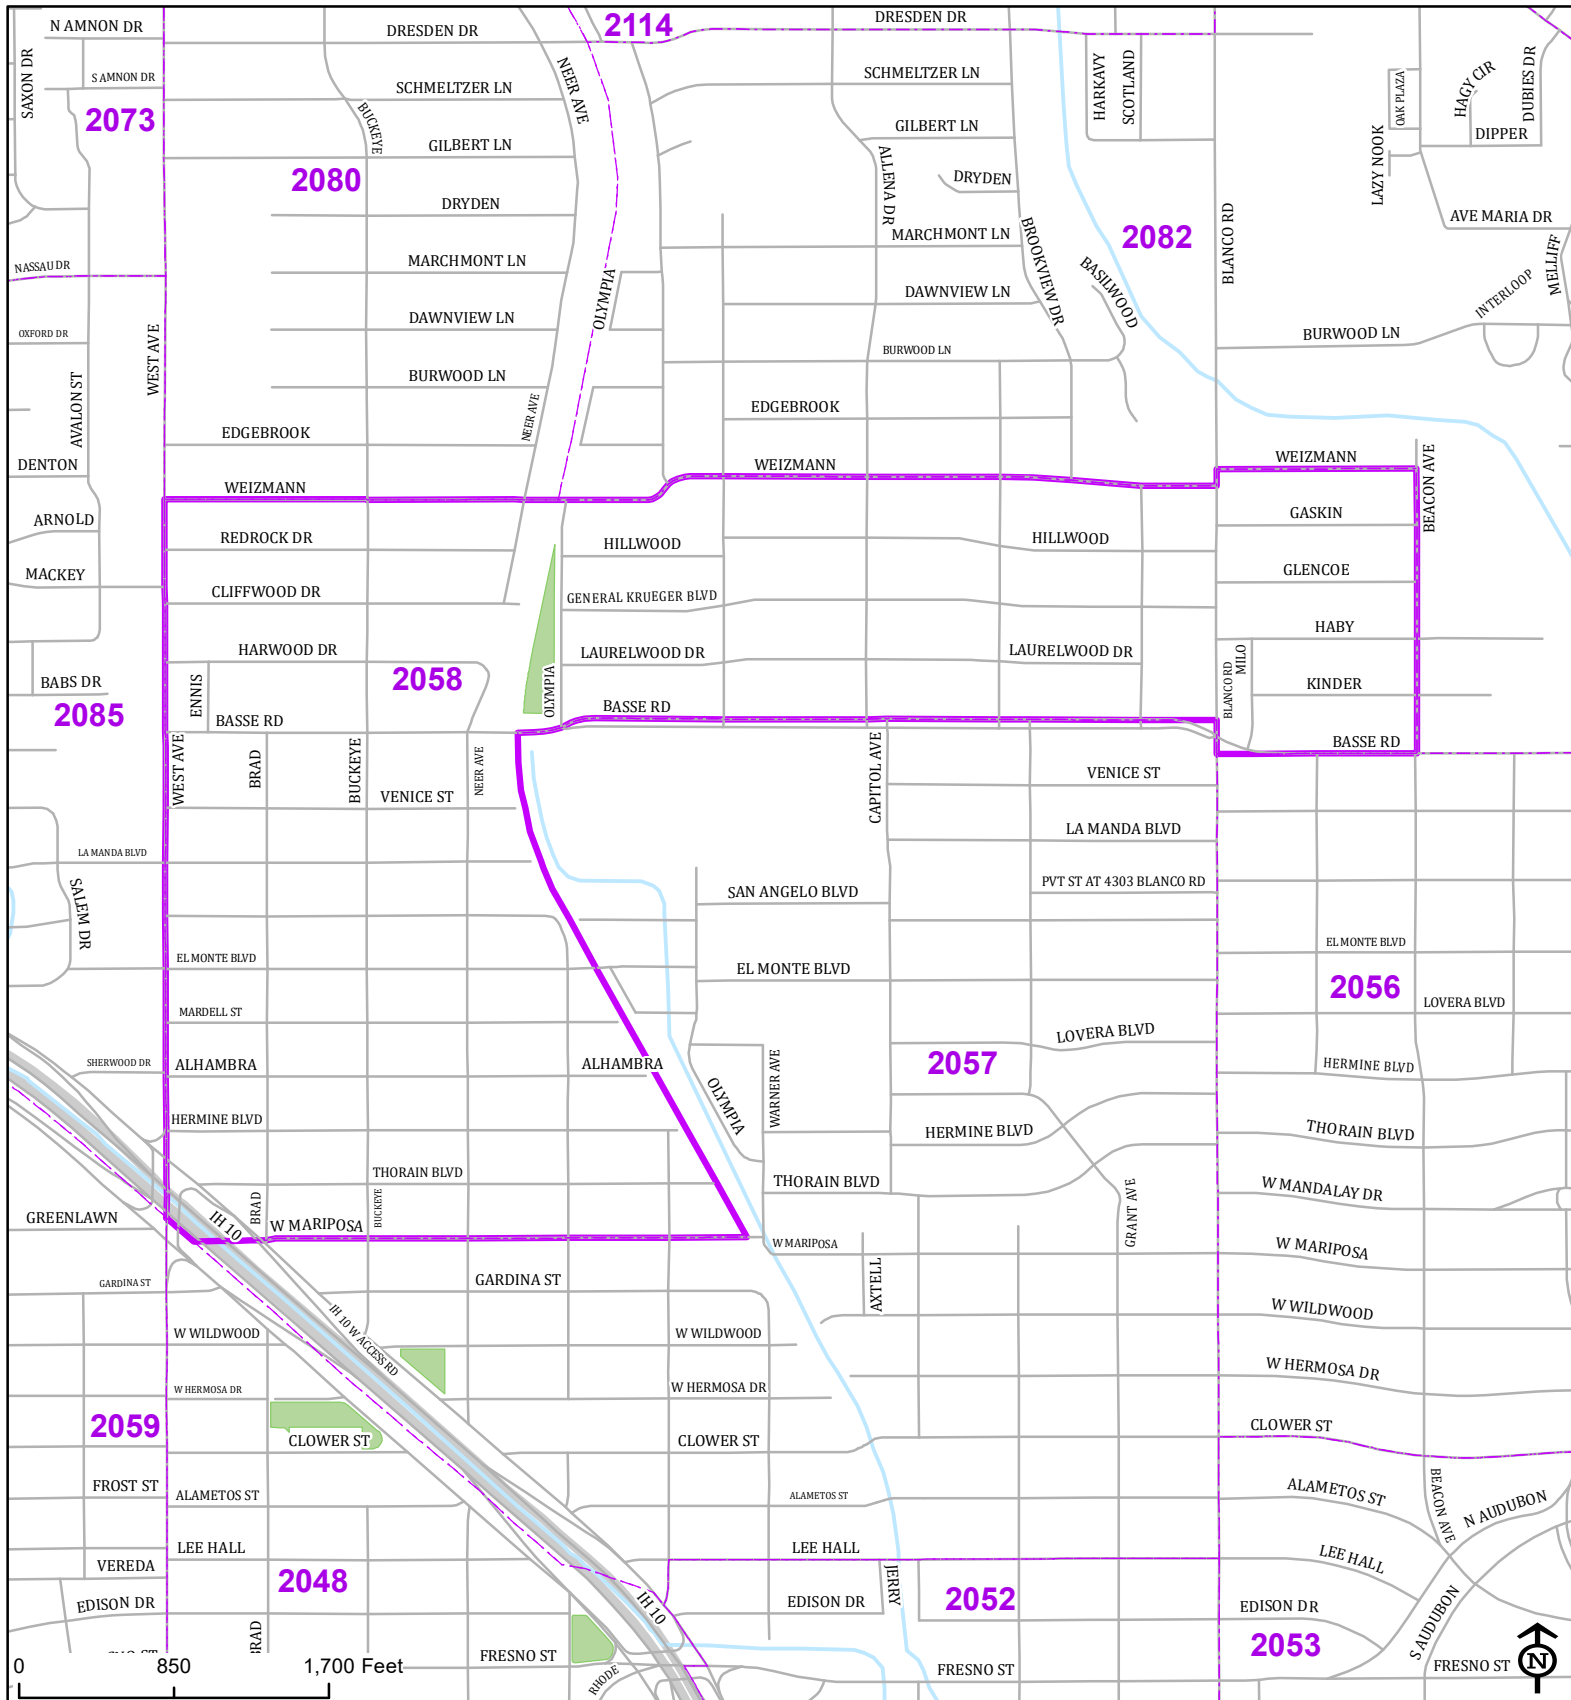 2114
DRESDEN DR
N AMNON DR
DRESDEN DR
SAXON DR
S AMNON DR
SCHMELTZER LN
NEER AVE
SCHMELTZER LN
HARKAVY
SCOTLAND
OAK PLAZA
HAGY CIR
DUBIES DR
2073
BUCKEYE
GILBERT LN
GILBERT LN
DIPPER
2080
ALLENA DR
DRYDEN
LAZY NOOK
DRYDEN
BLANCO RD
AVE MARIA DR
MARCHMONT LN
2082
NASSAU DR
MARCHMONT LN
OLYMPIA
BROOKVIEW DR
BASILWOOD
MELLIFF
DAWNVIEW LN
INTERLOOP
OXFORD DR
WEST AVE
DAWNVIEW LN
BURWOOD LN
BURWOOD LN
AVALON ST
BURWOOD LN
NEER AVE
EDGEBROOK
EDGEBROOK
DENTON
WEIZMANN
WEIZMANN
WEIZMANN
BEACON AVE
ARNOLD
GASKIN
REDROCK DR
HILLWOOD
HILLWOOD
MACKEY
GLENCOE
CLIFFWOOD DR
GENERAL KRUEGER BLVD
HABY
HARWOOD DR
LAURELWOOD DR
LAURELWOOD DR
MILO
BABS DR
ENNIS
2058
OLYMPIA
BLANCO RD
KINDER
2085
BASSE RD
BASSE RD
BASSE RD
WEST AVE
BRAD
BUCKEYE
NEER AVE
CAPITOL AVE
VENICE ST
VENICE ST
LA MANDA BLVD
LA MANDA BLVD
SALEM DR
SAN ANGELO BLVD
PVT ST AT 4303 BLANCO RD
EL MONTE BLVD
EL MONTE BLVD
EL MONTE BLVD
2056
MARDELL ST
LOVERA BLVD
LOVERA BLVD
SHERWOOD DR
ALHAMBRA
ALHAMBRA
2057
HERMINE BLVD
OLYMPIA
WARNER AVE
HERMINE BLVD
HERMINE BLVD
THORAIN BLVD
THORAIN BLVD
THORAIN BLVD
W MANDALAY DR
GREENLAWN
IH 10
BRAD
W MARIPOSA
BUCKEYE
GRANT AVE
W MARIPOSA
W MARIPOSA
GARDINA ST
GARDINA ST
AXTELL
W WILDWOOD
IH 10 W ACCESS RD
W WILDWOOD
W WILDWOOD
W HERMOSA DR
W HERMOSA DR
W HERMOSA DR
2059
CLOWER ST
CLOWER ST
CLOWER ST
FROST ST
ALAMETOS ST
ALAMETOS ST
ALAMETOS ST
BEACON AVE
N AUDUBON
LEE HALL
LEE HALL
LEE HALL
VEREDA
2048
JERRY
2052
EDISON DR
IH 10
EDISON DR
EDISON DR
S AUDUBON
2053
FRESNO ST
FRESNO ST
FRESNO ST
RHODE
N
0 850 1,700 Feet